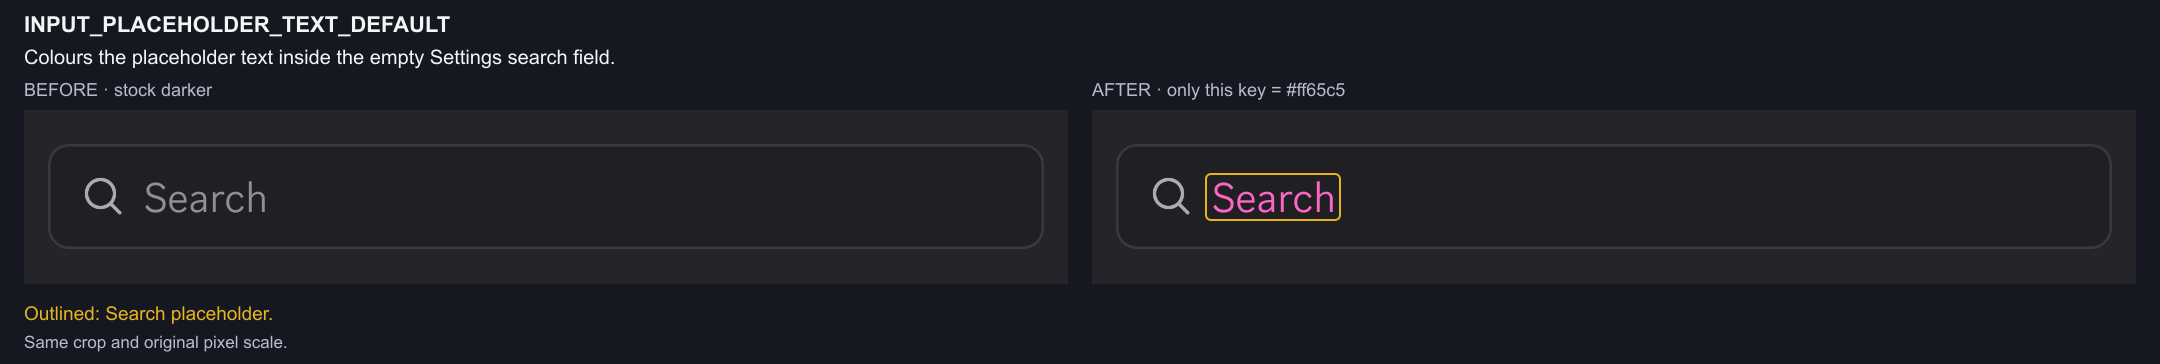 INPUT_PLACEHOLDER_TEXT_DEFAULT
Colours the placeholder text inside the empty Settings search field.
BEFORE · stock darker
AFTER · only this key = #ff65c5
Search
Search
Outlined: Search placeholder.
Same crop and original pixel scale.